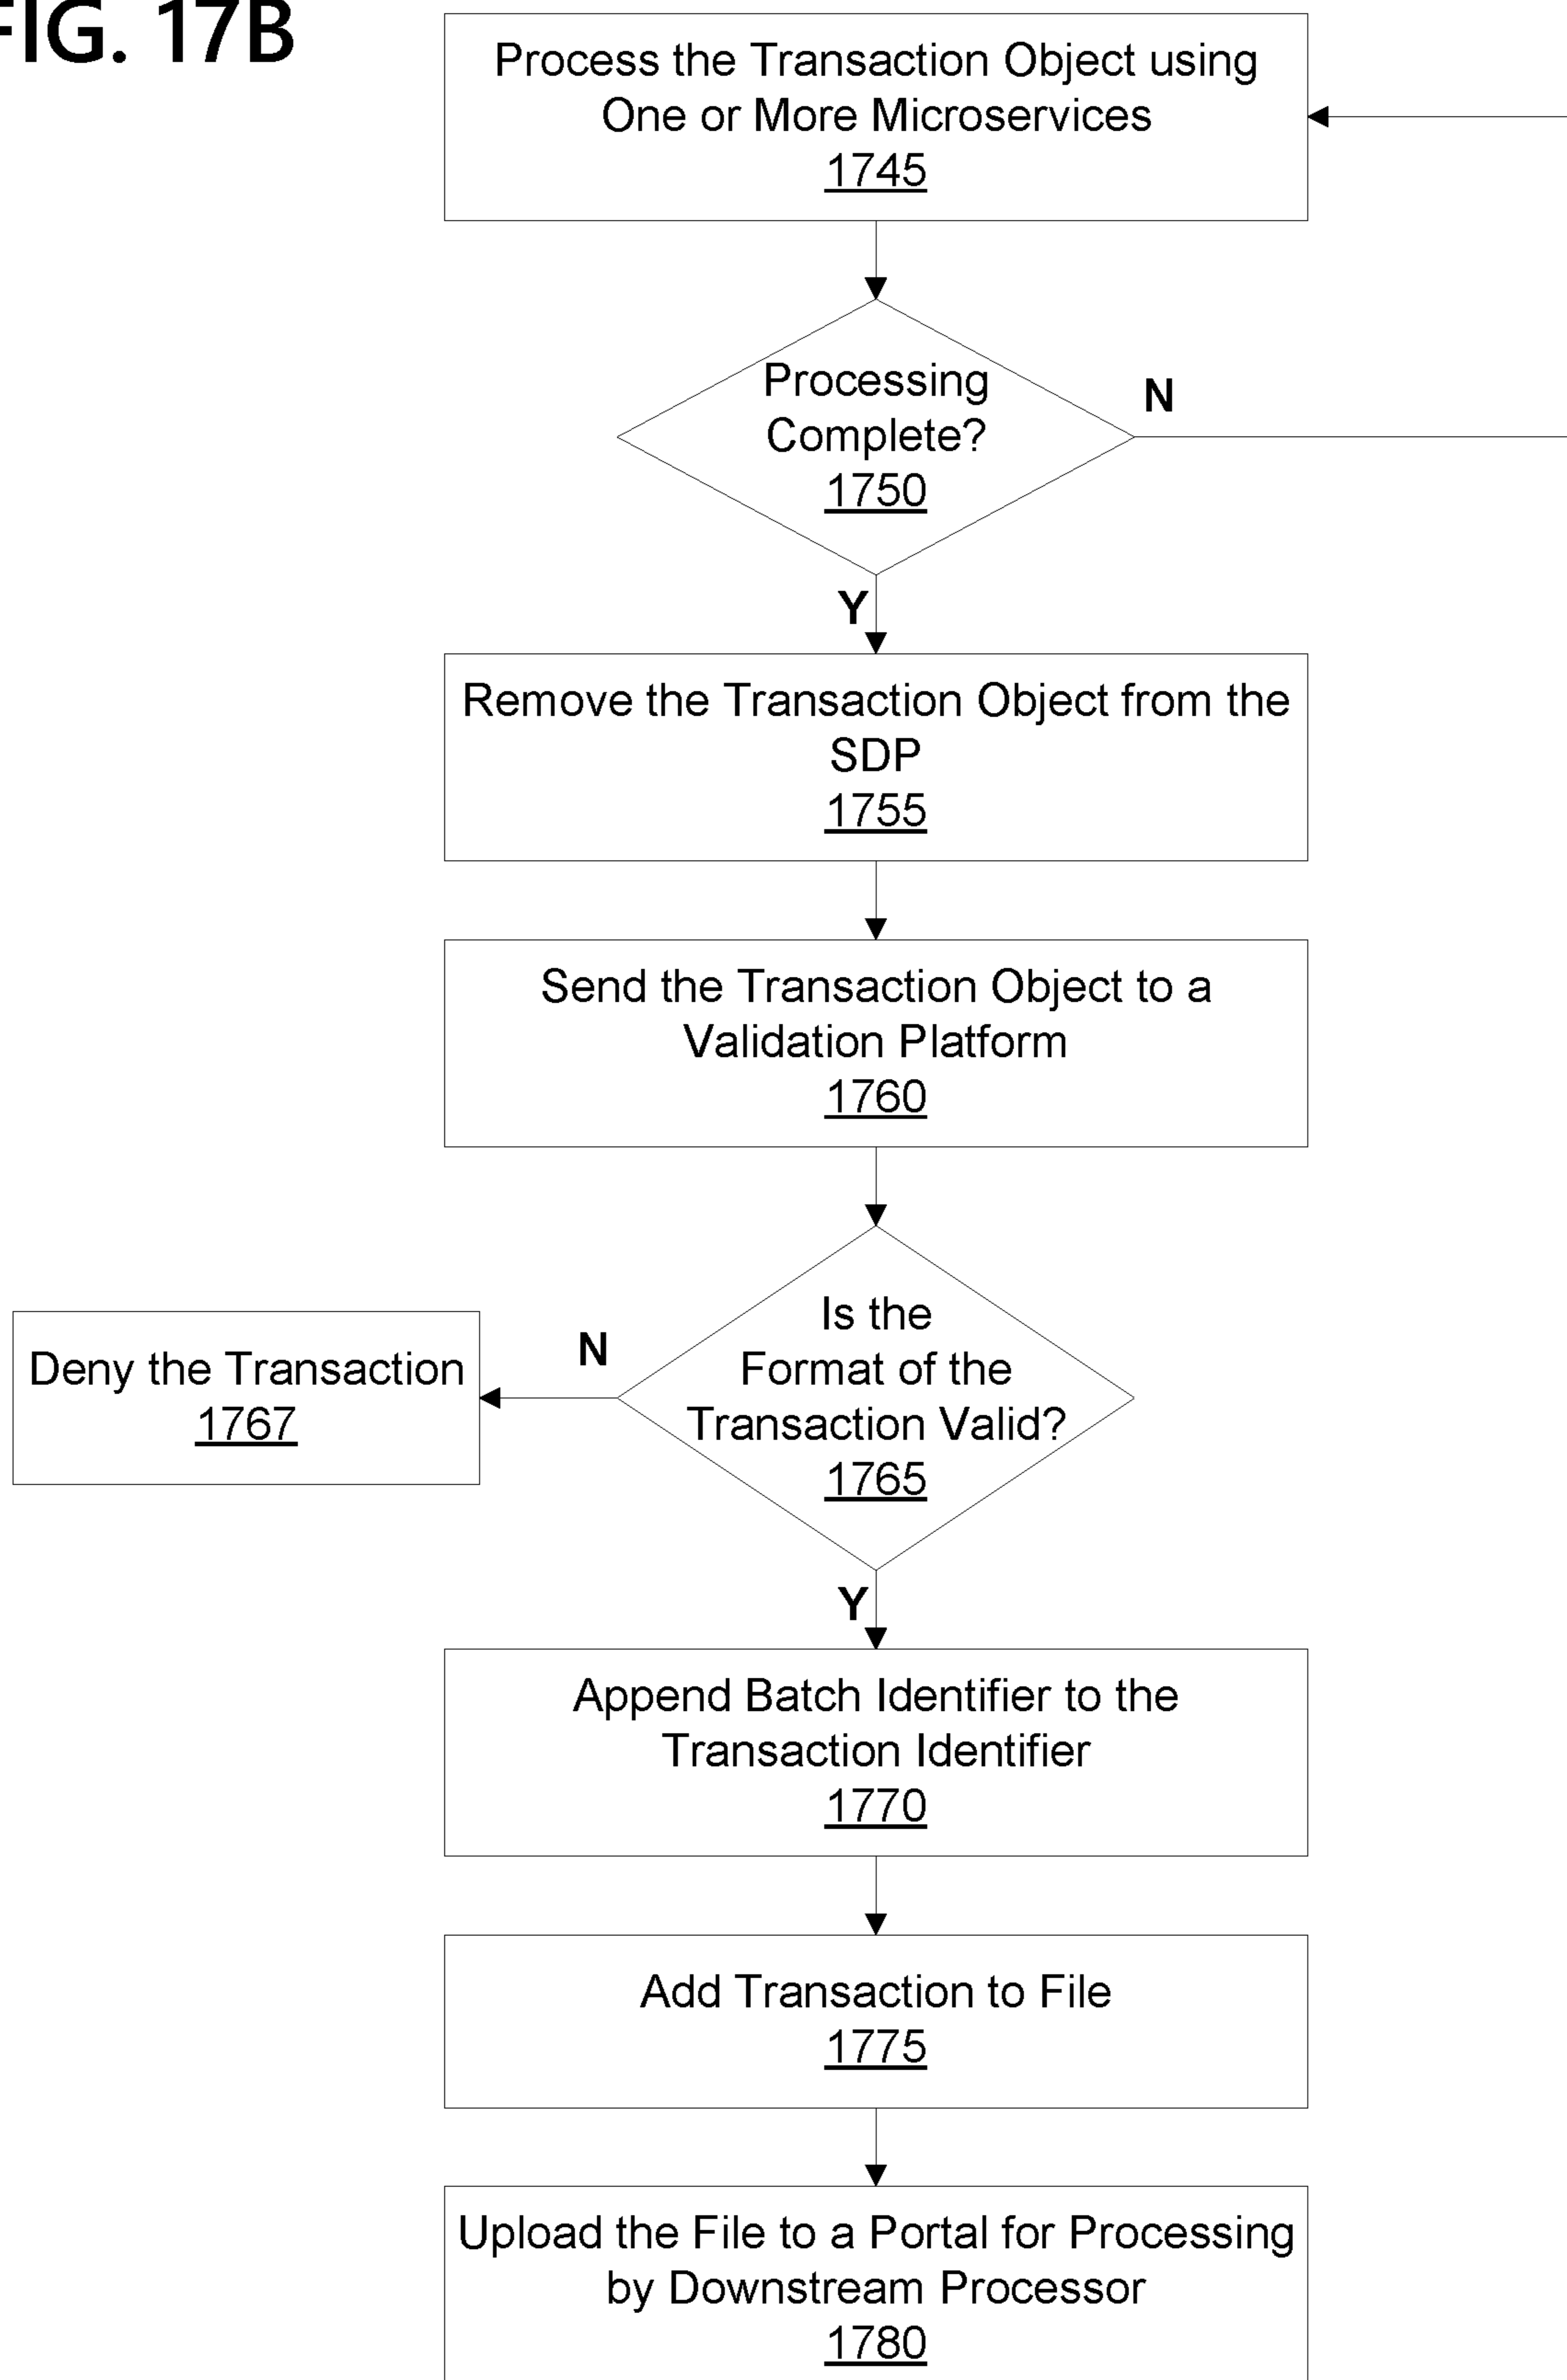 FIG. 17B
Process the Transaction Object using
One or More Microservices
1745
Processing
Complete?
1750
N
Y
Remove the Transaction Object from the
SDP
1755
Send the Transaction Object to a
Validation Platform
1760
Is the
Format of the
Transaction Valid?
1765
N
Deny the Transaction
1767
Y
Append Batch Identifier to the
Transaction Identifier
1770
Add Transaction to File
1775
Upload the File to a Portal for Processing
by Downstream Processor
1780